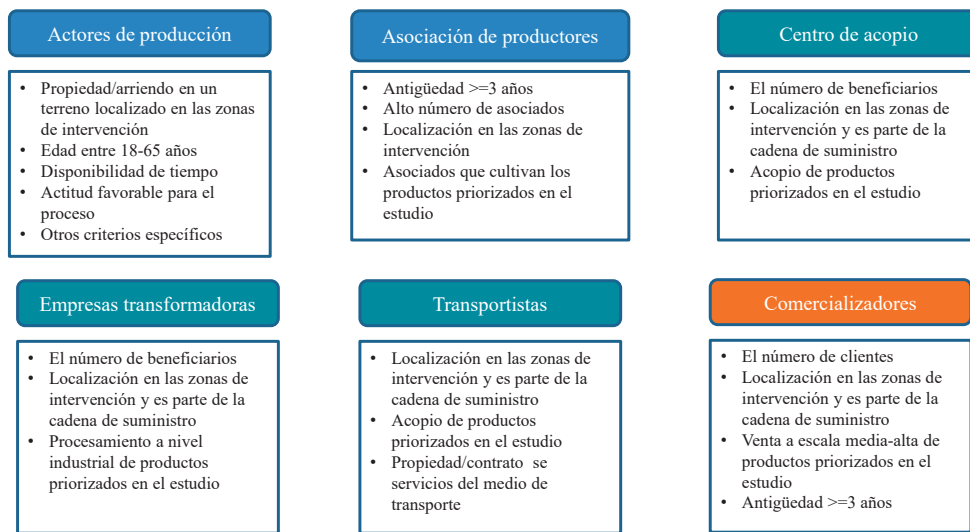 Actores de producción
• Propiedad/arriendo en un
terreno localizado en las zonas
de intervención
• Edad entre 18-65 años
• Disponibilidad de tiempo
• Actitud favorable para el
proceso
• Otros criterios específicos
Asociación de productores
• Antigüedad >=3 años
• Alto número de asociados
• Localización en las zonas de
intervención
• Asociados que cultivan los
productos priorizados en el
estudio
Centro de acopio
• El número de beneficiarios
• Localización en las zonas de
intervención y es parte de la
cadena de suministro
• Acopio de productos
priorizados en el estudio
Empresas transformadoras
• El número de beneficiarios
• Localización en las zonas de
intervención y es parte de la
cadena de suministro
• Procesamiento a nivel
industrial de productos
priorizados en el estudio
Transportistas
• Localización en las zonas de
intervención y es parte de la
cadena de suministro
• Acopio de productos
priorizados en el estudio
• Propiedad/contrato se
servicios del medio de
transporte
Comercializadores
• El número de clientes
• Localización en las zonas de
intervención y es parte de la
cadena de suministro
• Venta a escala media-alta de
productos priorizados en el
estudio
• Antigüedad >=3 años